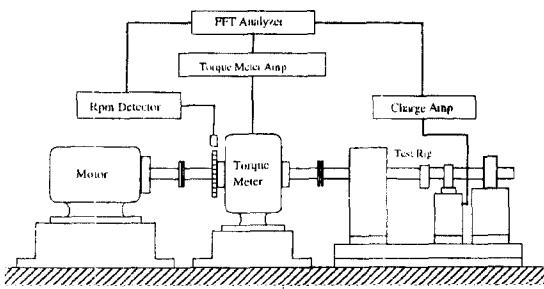 FFT Analyzer
Torque Meter Amp
Rpm Detector
Charge Amp
Test Rig
Motor
Torque
Meter